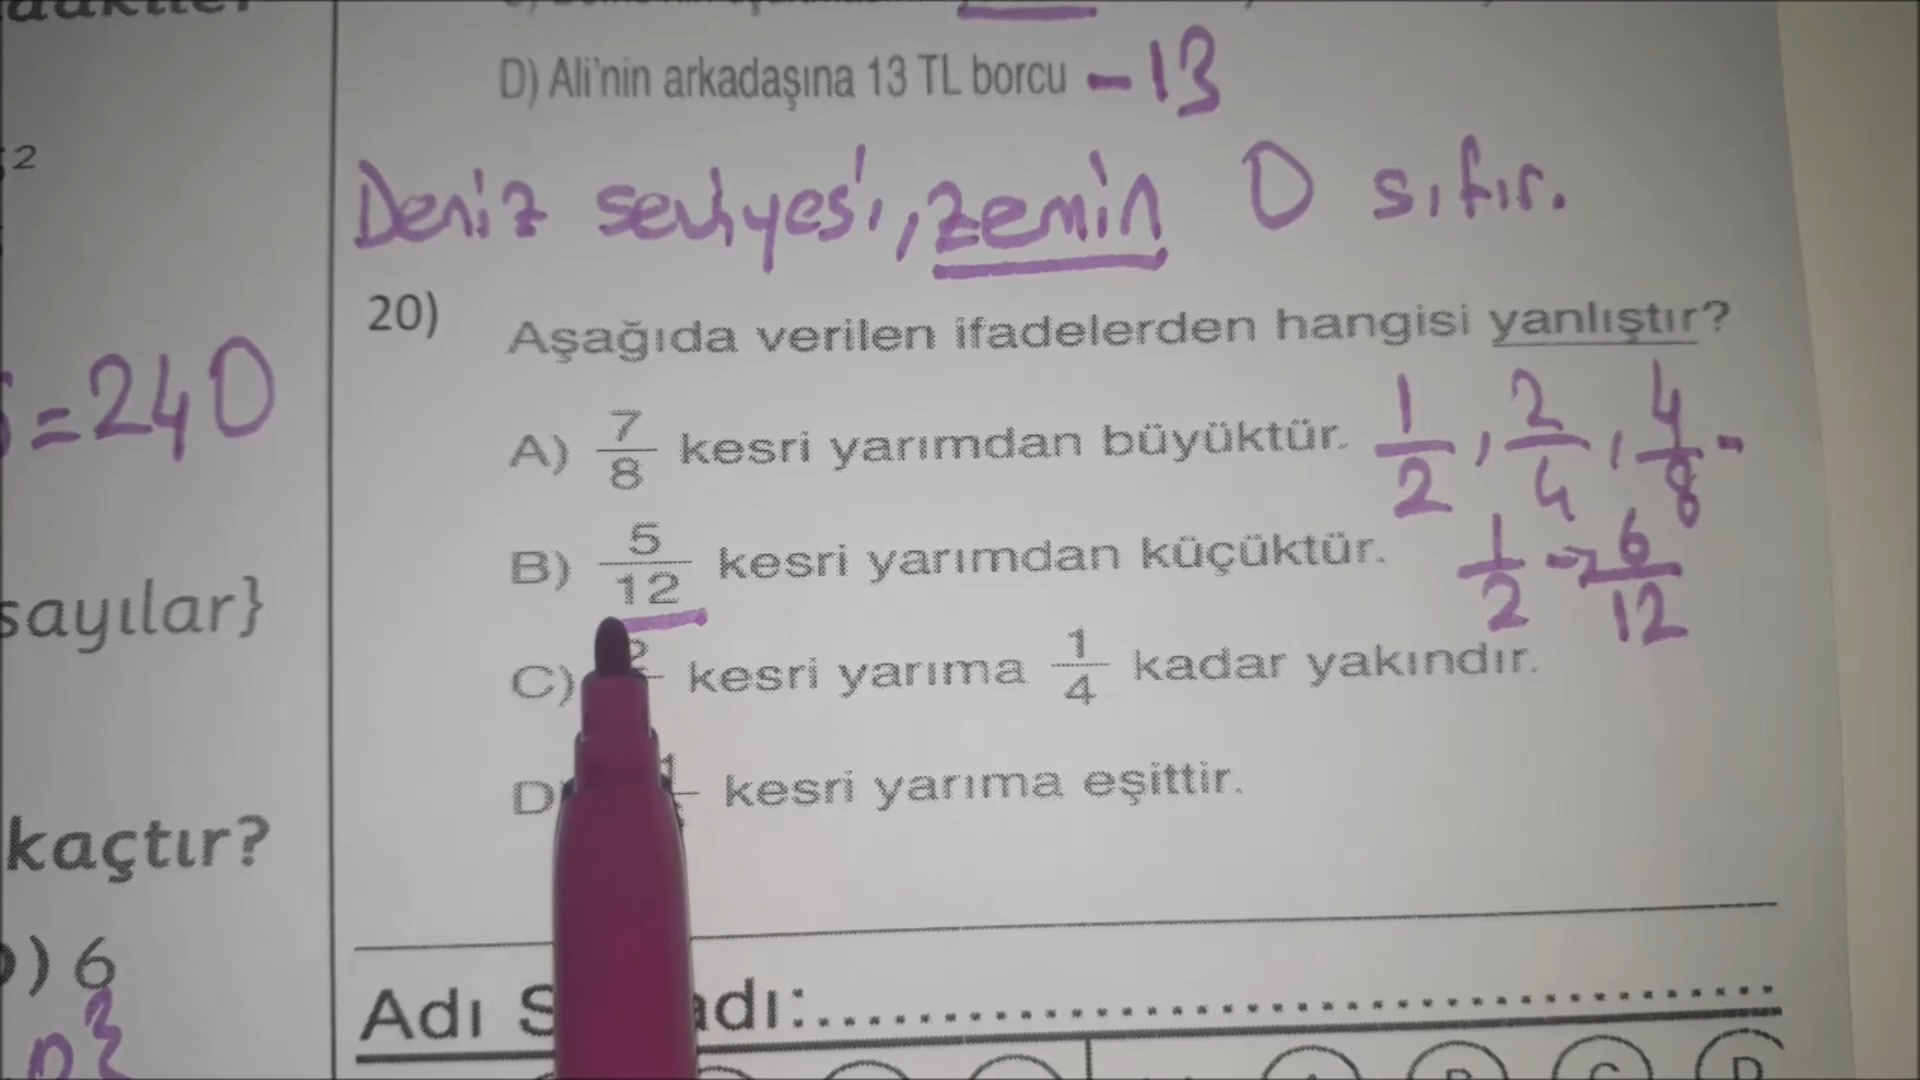 D) Ali'nin arkadaşına 13 TL borcu -13
2
Deniz seviyesi, zemin 0 sıfır.
=240
sayılar}
kaçtır?
) 6
20) Aşağıda verilen ifadelerden hangisi yanlıştır?
A) 7/8 kesri yarımdan büyüktür. 1/2, 2/4, 4/8
B) 5/12 kesri yarımdan küçüktür. 1/2 → 6/12
C) kesri yarıma 1/4 kadar yakındır.
D kesri yarıma eşittir.
Adı S adı:
A B C D